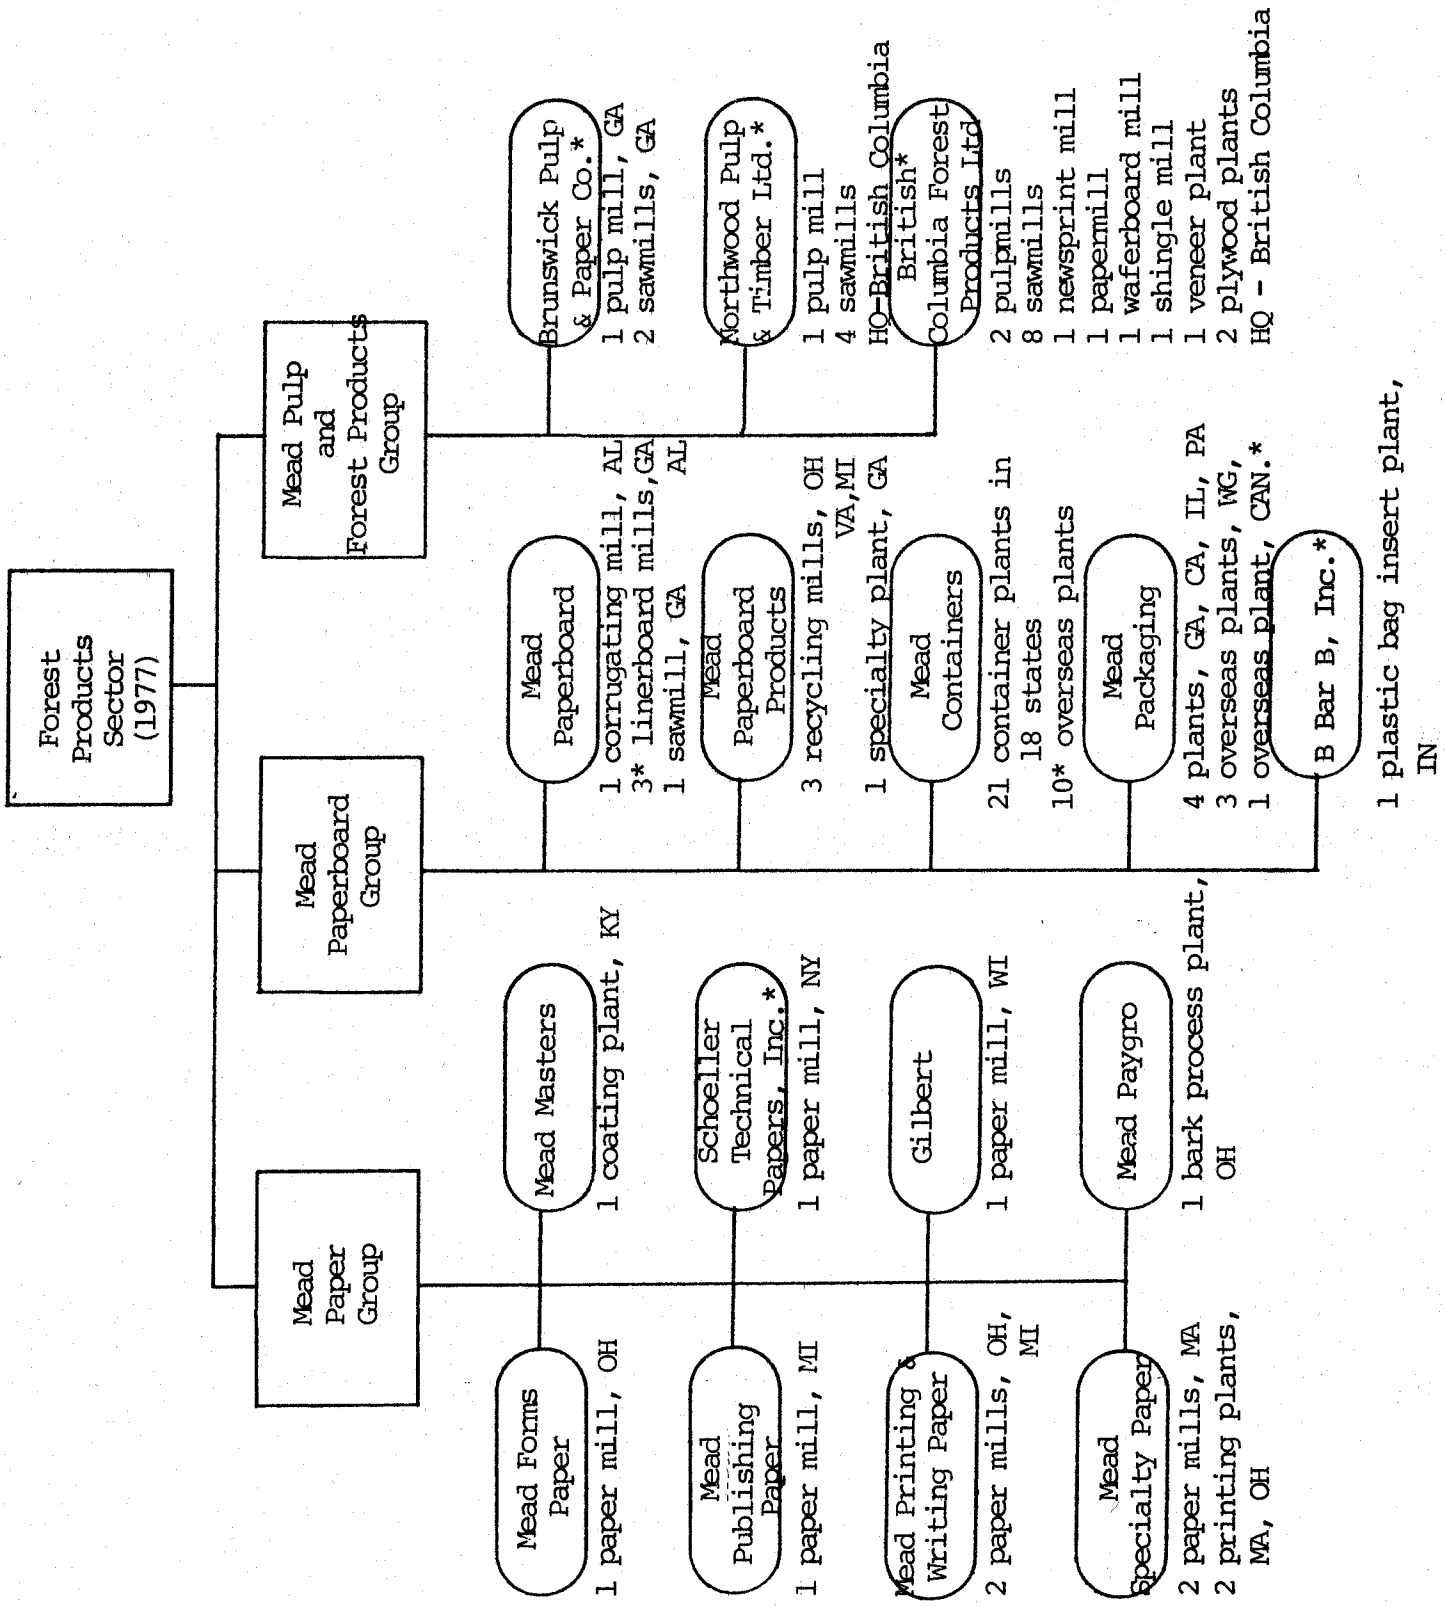 Forest
Products
Sector
(1977)
Mead
Paper
Group
Mead Forms
Paper
1 paper mill, OH
Mead
Publishing
Paper
1 paper mill, MI
Mead Printing &
Writing Paper
2 paper mills, OH,
MI
Mead
Specialty Paper
2 paper mills, MA
2 printing plants,
MA, OH
Mead Masters
1 coating plant, KY
Schoeller
Technical
Papers, Inc.*
1 paper mill, NY
Gilbert
1 paper mill, WI
Mead Paygro
1 bark process plant,
OH
Mead
Paperboard
Group
Mead
Paperboard
1 corrugating mill, AL
3* linerboard mills,GA
AL
1 sawmill, GA
Mead
Paperboard
Products
3 recycling mills, OH
VA,MI
1 specialty plant, GA
Mead
Containers
21 container plants in
18 states
10* overseas plants
Mead
Packaging
4 plants, GA, CA, IL, PA
3 overseas plants, WG,
1 overseas plant, CAN.*
B Bar B, Inc.*
1 plastic bag insert plant,
IN
Mead Pulp
and
Forest Products
Group
Brunswick Pulp
& Paper Co.*
1 pulp mill, GA
2 sawmills, GA
Northwood Pulp
& Timber Ltd.*
1 pulp mill
4 sawmills
HQ-British Columbia
British*
Columbia Forest
Products Ltd
2 pulpmills
8 sawmills
1 newsprint mill
1 papermill
1 waferboard mill
1 shingle mill
1 veneer plant
2 plywood plants
HQ - British Columbia